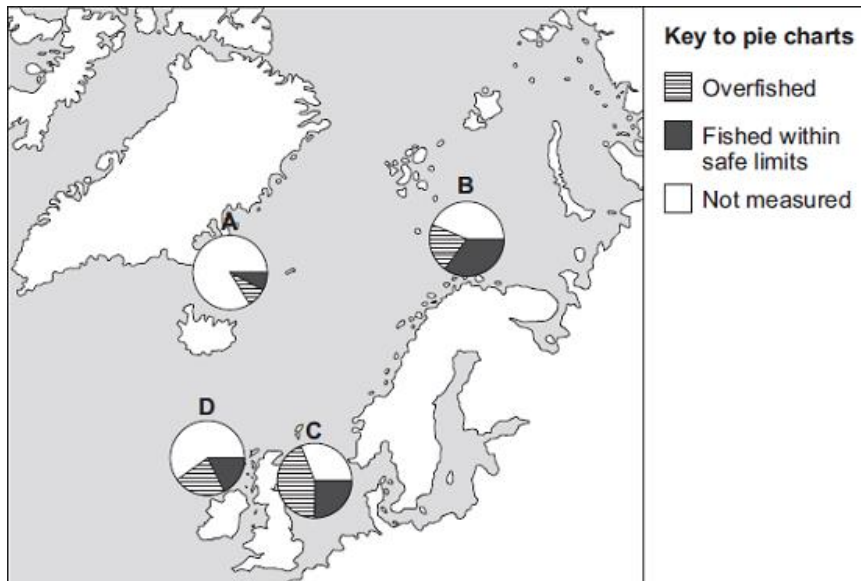 Key to pie charts
Overfished
Fished within
safe limits
Not measured
A
B
C
D